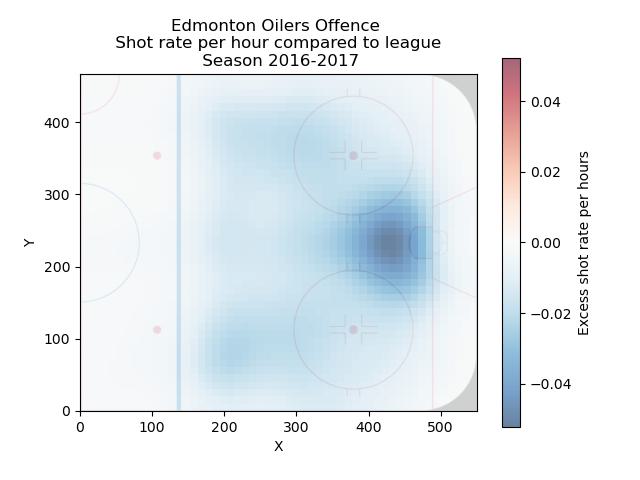 Edmonton Oilers Offence
Shot rate per hour compared to league
Season 2016-2017
400
300
200
100
0
Y
0 100 200 300 400 500
X
0.04
0.02
0.00
−0.02
−0.04
Excess shot rate per hours